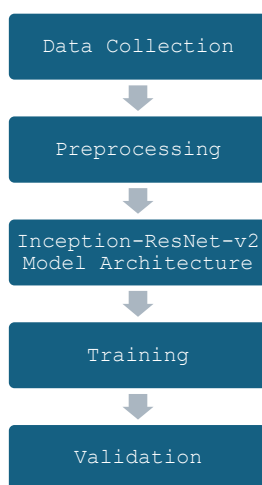 Data Collection
Preprocessing
Inception-ResNet-v2
Model Architecture
Training
Validation